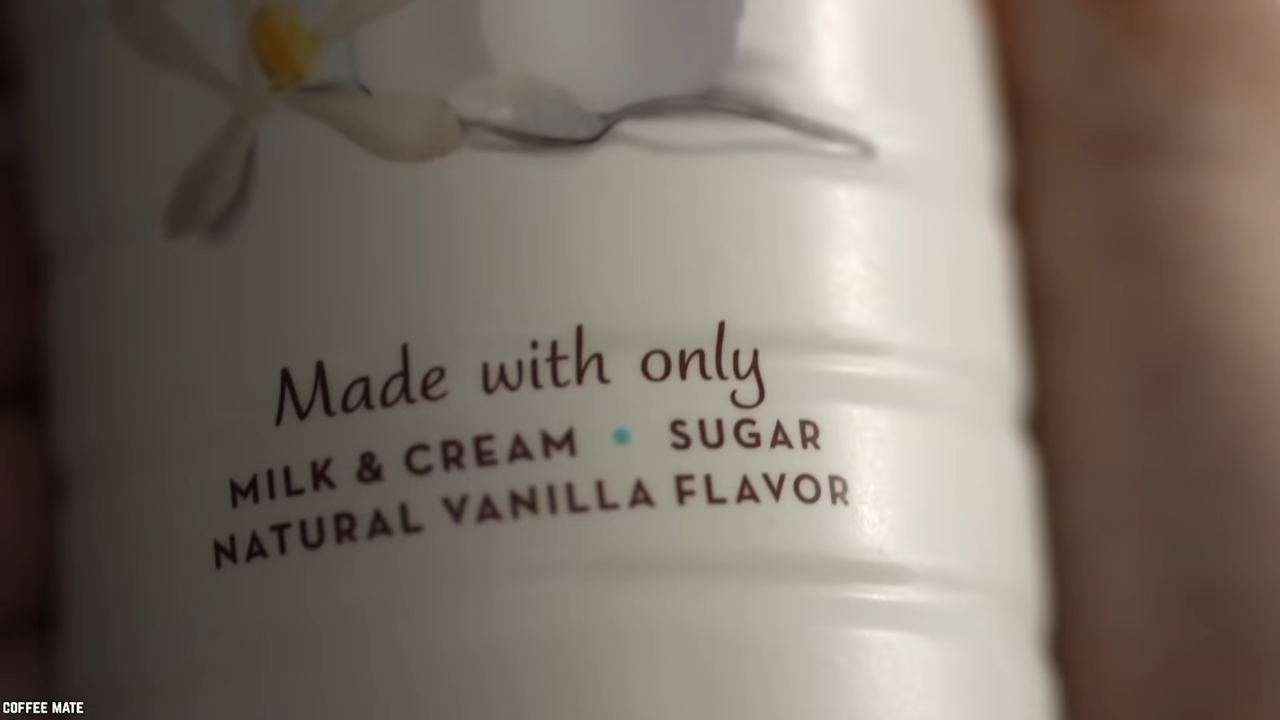 Made with only
MILK & CREAM • SUGAR
NATURAL VANILLA FLAVOR
COFFEE MATE